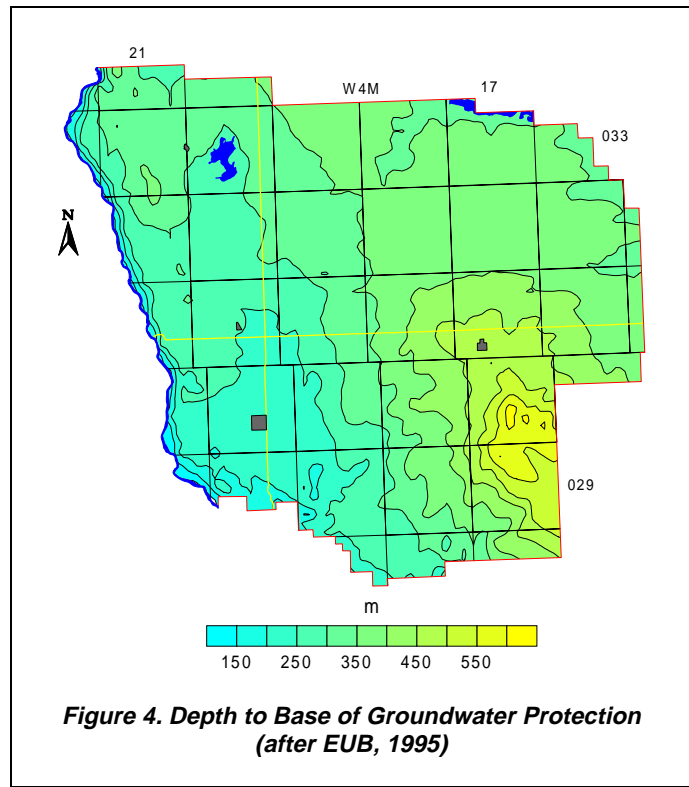 21
W4M
17
033
N
029
m
150 250 350 450 550
Figure 4. Depth to Base of Groundwater Protection
(after EUB, 1995)